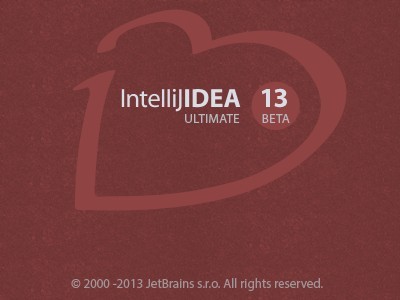 IntelliJIDEA 13
ULTIMATE BETA
© 2000 -2013 JetBrains s.r.o. All rights reserved.